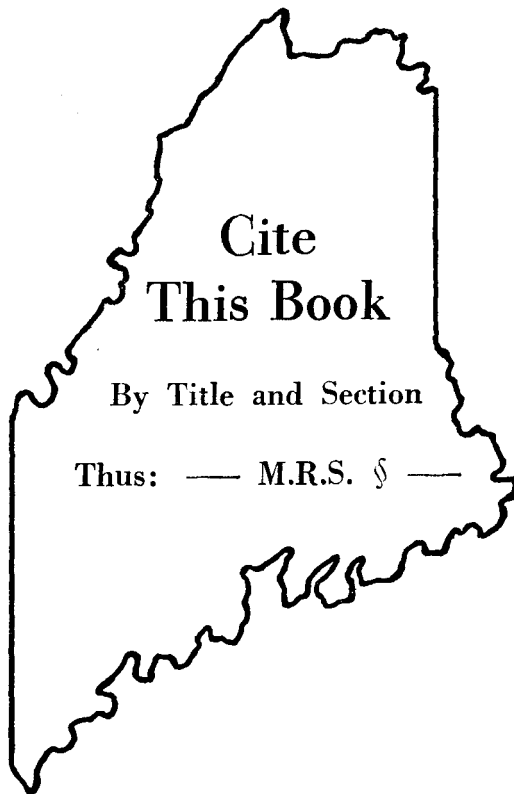 Cite
This Book
By Title and Section
Thus: — M.R.S. § —